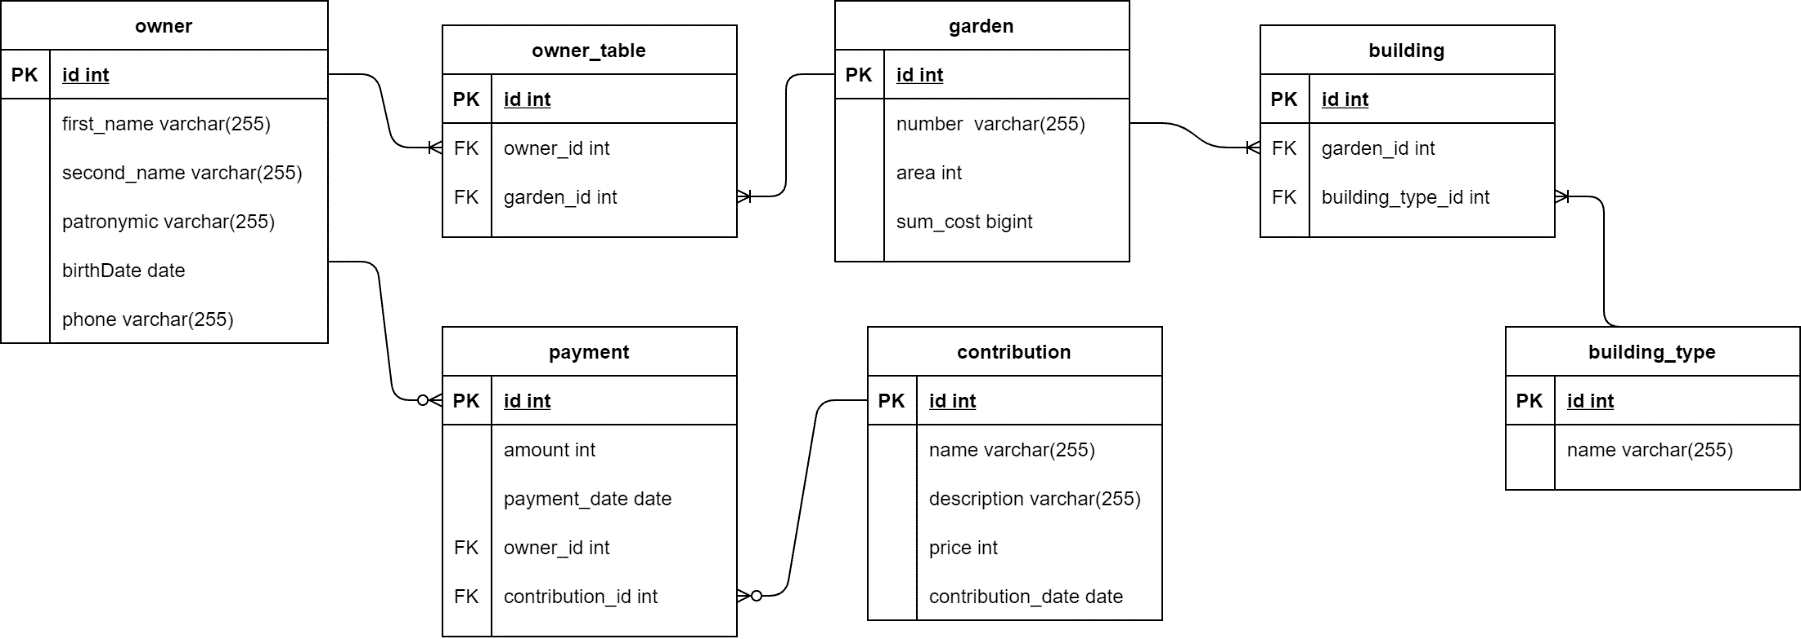 owner
PK id int
first_name varchar(255)
second_name varchar(255)
patronymic varchar(255)
birthDate date
phone varchar(255)
owner_table
PK id int
FK owner_id int
FK garden_id int
garden
PK id int
number varchar(255)
area int
sum_cost bigint
building
PK id int
FK garden_id int
FK building_type_id int
payment
PK id int
amount int
payment_date date
FK owner_id int
FK contribution_id int
contribution
PK id int
name varchar(255)
description varchar(255)
price int
contribution_date date
building_type
PK id int
name varchar(255)